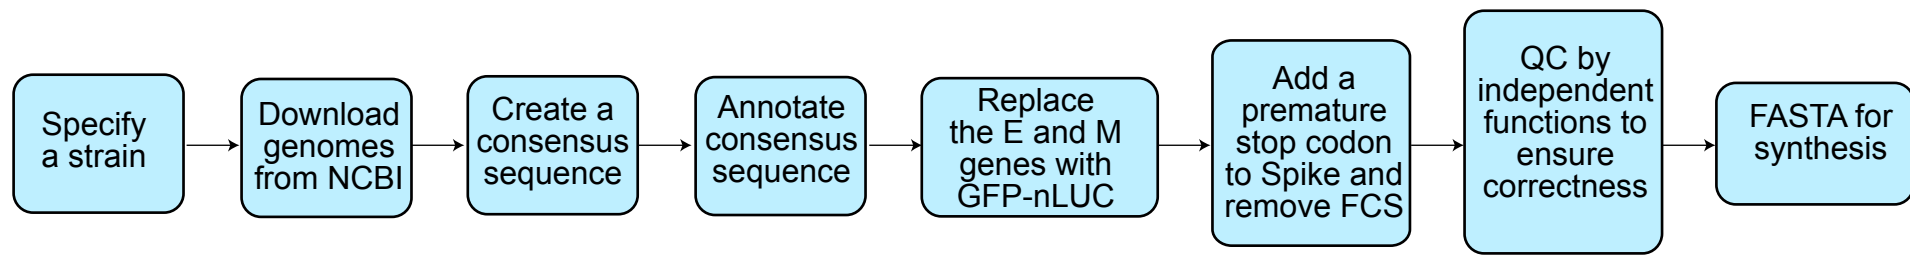 Specify
a strain
Download
genomes
from NCBI
Create a
consensus
sequence
Annotate
consensus
sequence
Replace
the E and M
genes with
GFP-nLUC
Add a
premature
stop codon
to Spike and
remove FCS
QC by
independent
functions to
ensure
correctness
FASTA for
synthesis